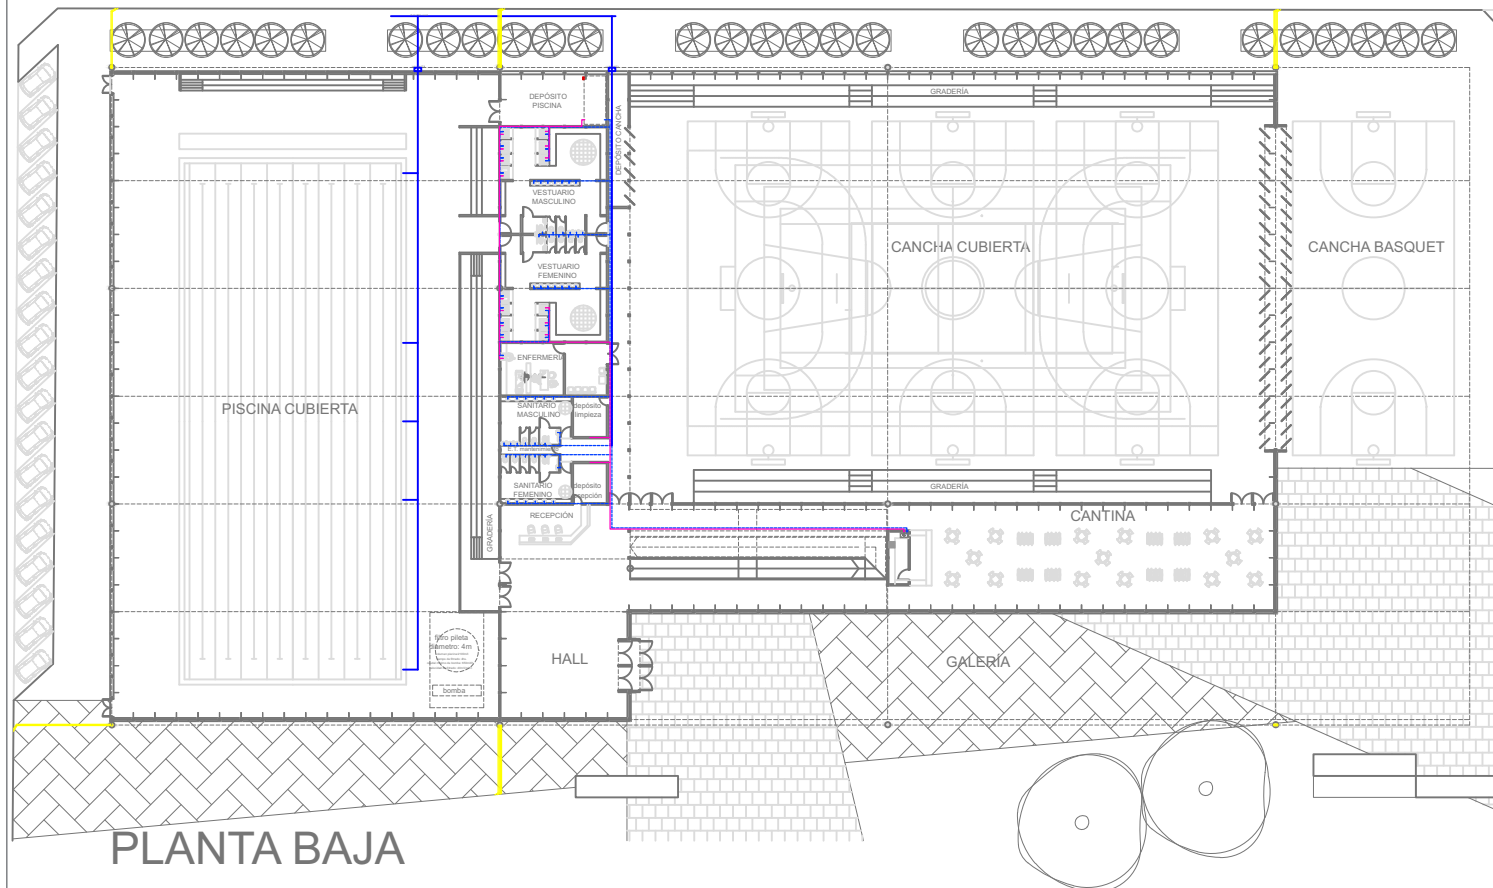 GRADERÍA
DEPÓSITO
PISCINA
DEPÓSITO CANCHA
VESTUARIO
MASCULINO
CANCHA CUBIERTA
CANCHA BASQUET
VESTUARIO
FEMENINO
ENFERMERÍA
PISCINA CUBIERTA
SANITARIO
MASCULINO
depósito
limpieza
SANITARIO
FEMENINO
depósito
GRADERÍA
RECEPCIÓN
CANTINA
GRADERÍA
filtro pileta
diámetro: 4m
bomba
HALL
GALERÍA
PLANTA BAJA